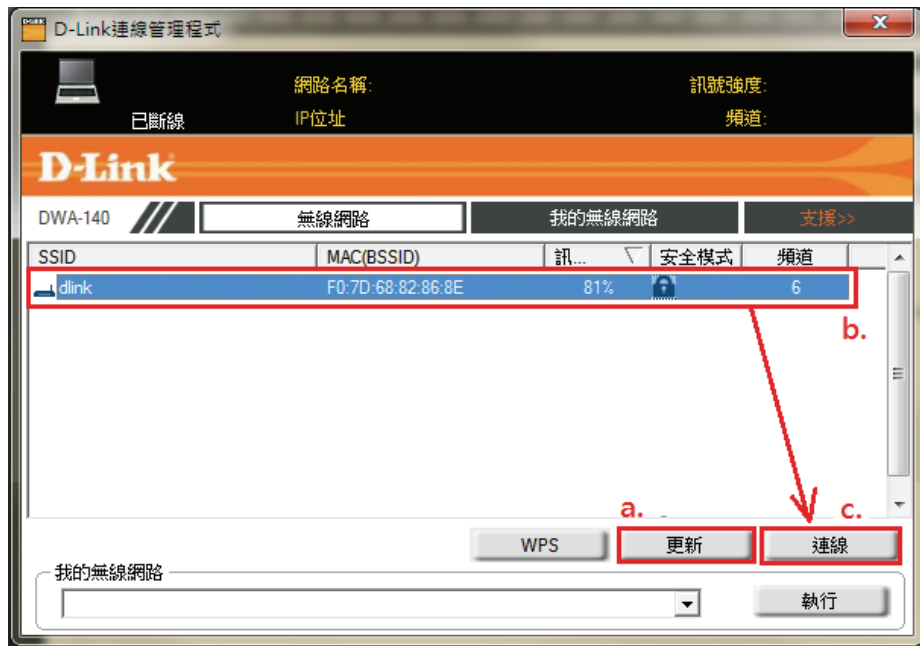 D-Link連線管理程式
網路名稱: 訊號強度:
已斷線 IP位址 頻道:
D-Link
DWA-140 無線網路 我的無線網路 支援>>
SSID MAC(BSSID) 訊... 安全模式 頻道
dlink F0:7D:68:82:86:8E 81% 6
b.
a. c.
WPS 更新 連線
我的無線網路
執行